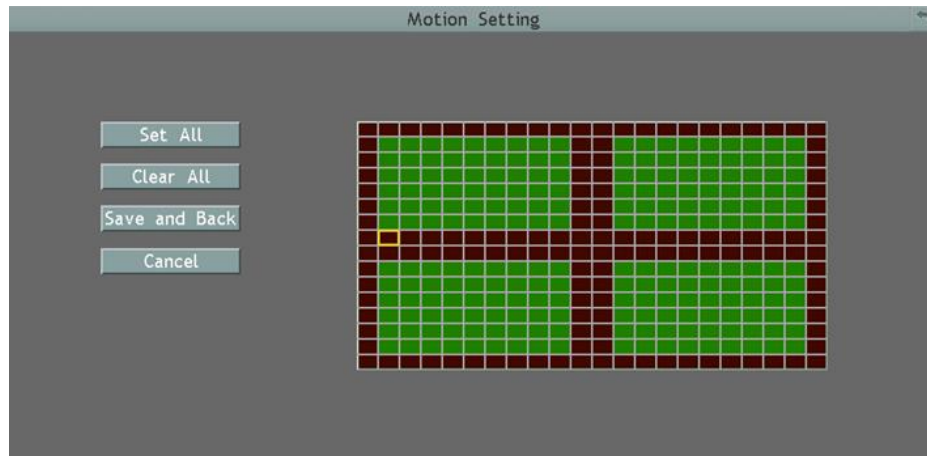 Motion Setting
Set All
Clear All
Save and Back
Cancel